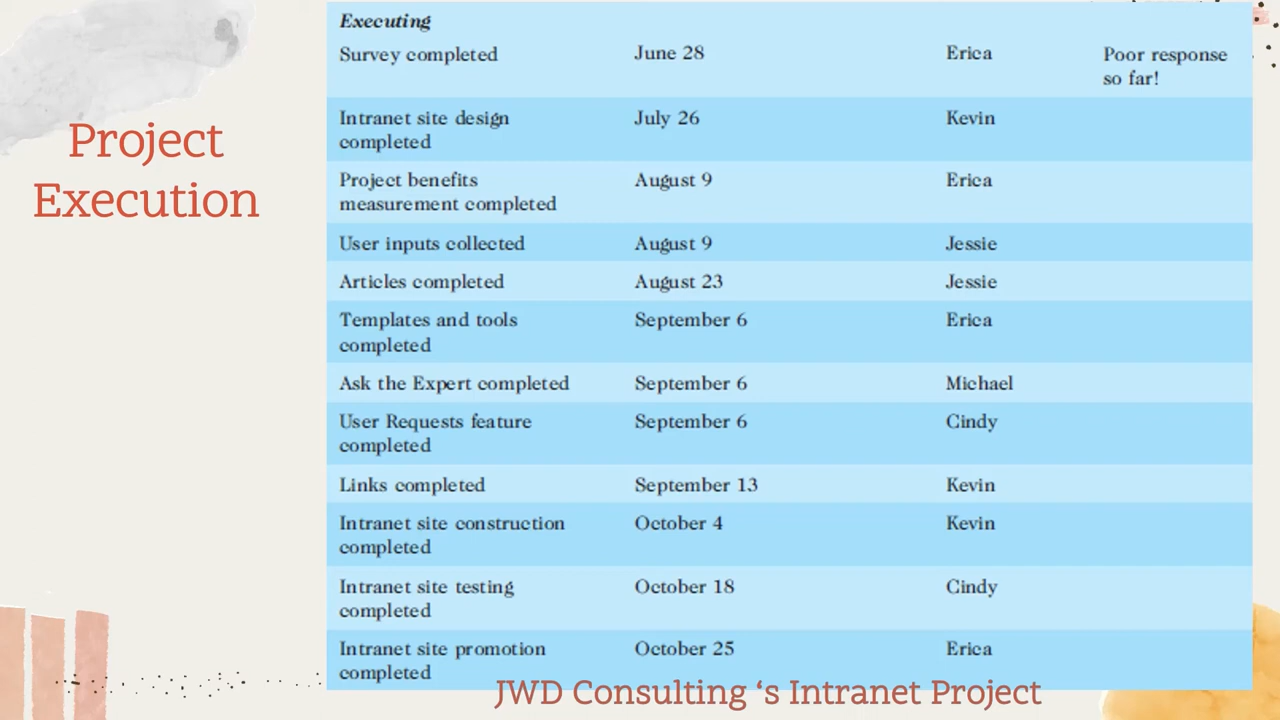 Project
Execution
Executing
Survey completed June 28 Erica Poor response
so far!
Intranet site design July 26 Kevin
completed
Project benefits August 9 Erica
measurement completed
User inputs collected August 9 Jessie
Articles completed August 23 Jessie
Templates and tools September 6 Erica
completed
Ask the Expert completed September 6 Michael
User Requests feature September 6 Cindy
completed
Links completed September 13 Kevin
Intranet site construction October 4 Kevin
completed
Intranet site testing October 18 Cindy
completed
Intranet site promotion October 25 Erica
completed
JWD Consulting ‘s Intranet Project